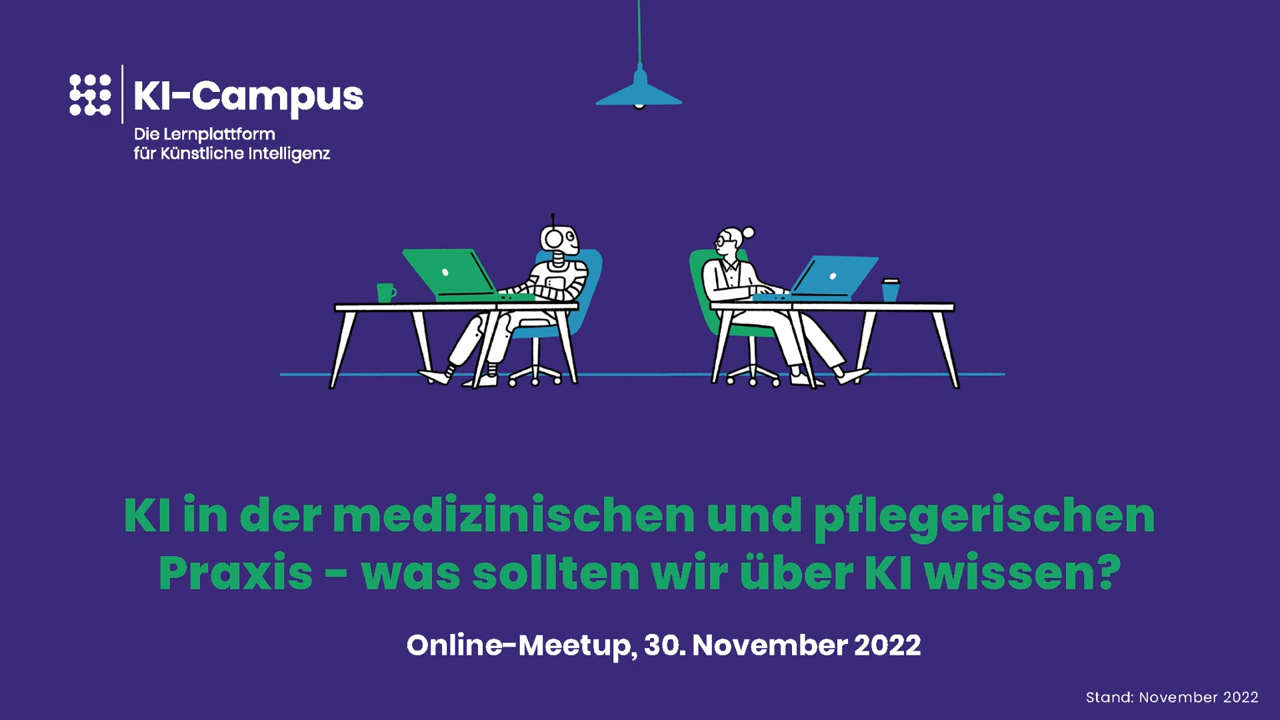 KI-Campus
Die Lernplattform
für Künstliche Intelligenz
KI in der medizinischen und pflegerischen
Praxis - was sollten wir über KI wissen?
Online-Meetup, 30. November 2022
Stand: November 2022